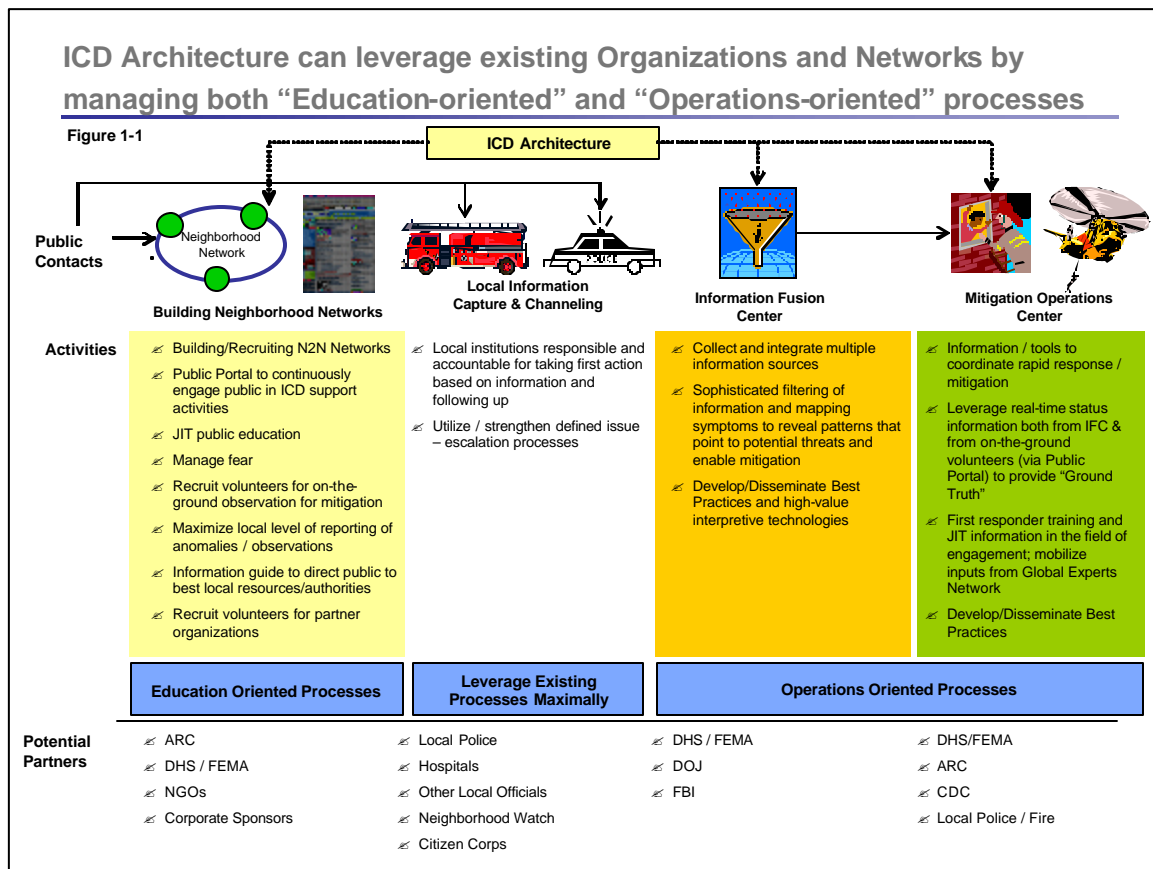 ICD Architecture can leverage existing Organizations and Networks by
managing both “Education-oriented” and “Operations-oriented” processes
Figure 1-1
ICD Architecture
Public
Contacts
Neighborhood
Network
POLICE
i
Building Neighborhood Networks
Local Information
Capture & Channeling
Information Fusion
Center
Mitigation Operations
Center
Activities
Building/Recruiting N2N Networks
Public Portal to continuously
engage public in ICD support
activities
JIT public education
Manage fear
Recruit volunteers for on-the-
ground observation for mitigation
Maximize local level of reporting of
anomalies / observations
Information guide to direct public to
best local resources/authorities
Recruit volunteers for partner
organizations
Local institutions responsible and
accountable for taking first action
based on information and
following up
Utilize / strengthen defined issue
– escalation processes
Collect and integrate multiple
information sources
Sophisticated filtering of
information and mapping
symptoms to reveal patterns that
point to potential threats and
enable mitigation
Develop/Disseminate Best
Practices and high-value
interpretive technologies
Information / tools to
coordinate rapid response /
mitigation
Leverage real-time status
information both from IFC &
from on-the-ground
volunteers (via Public
Portal) to provide “Ground
Truth”
First responder training and
JIT information in the field of
engagement; mobilize
inputs from Global Experts
Network
Develop/Disseminate Best
Practices
Education Oriented Processes
Leverage Existing
Processes Maximally
Operations Oriented Processes
Potential
Partners
ARC
DHS / FEMA
NGOs
Corporate Sponsors
Local Police
Hospitals
Other Local Officials
Neighborhood Watch
Citizen Corps
DHS / FEMA
DOJ
FBI
DHS/FEMA
ARC
CDC
Local Police / Fire